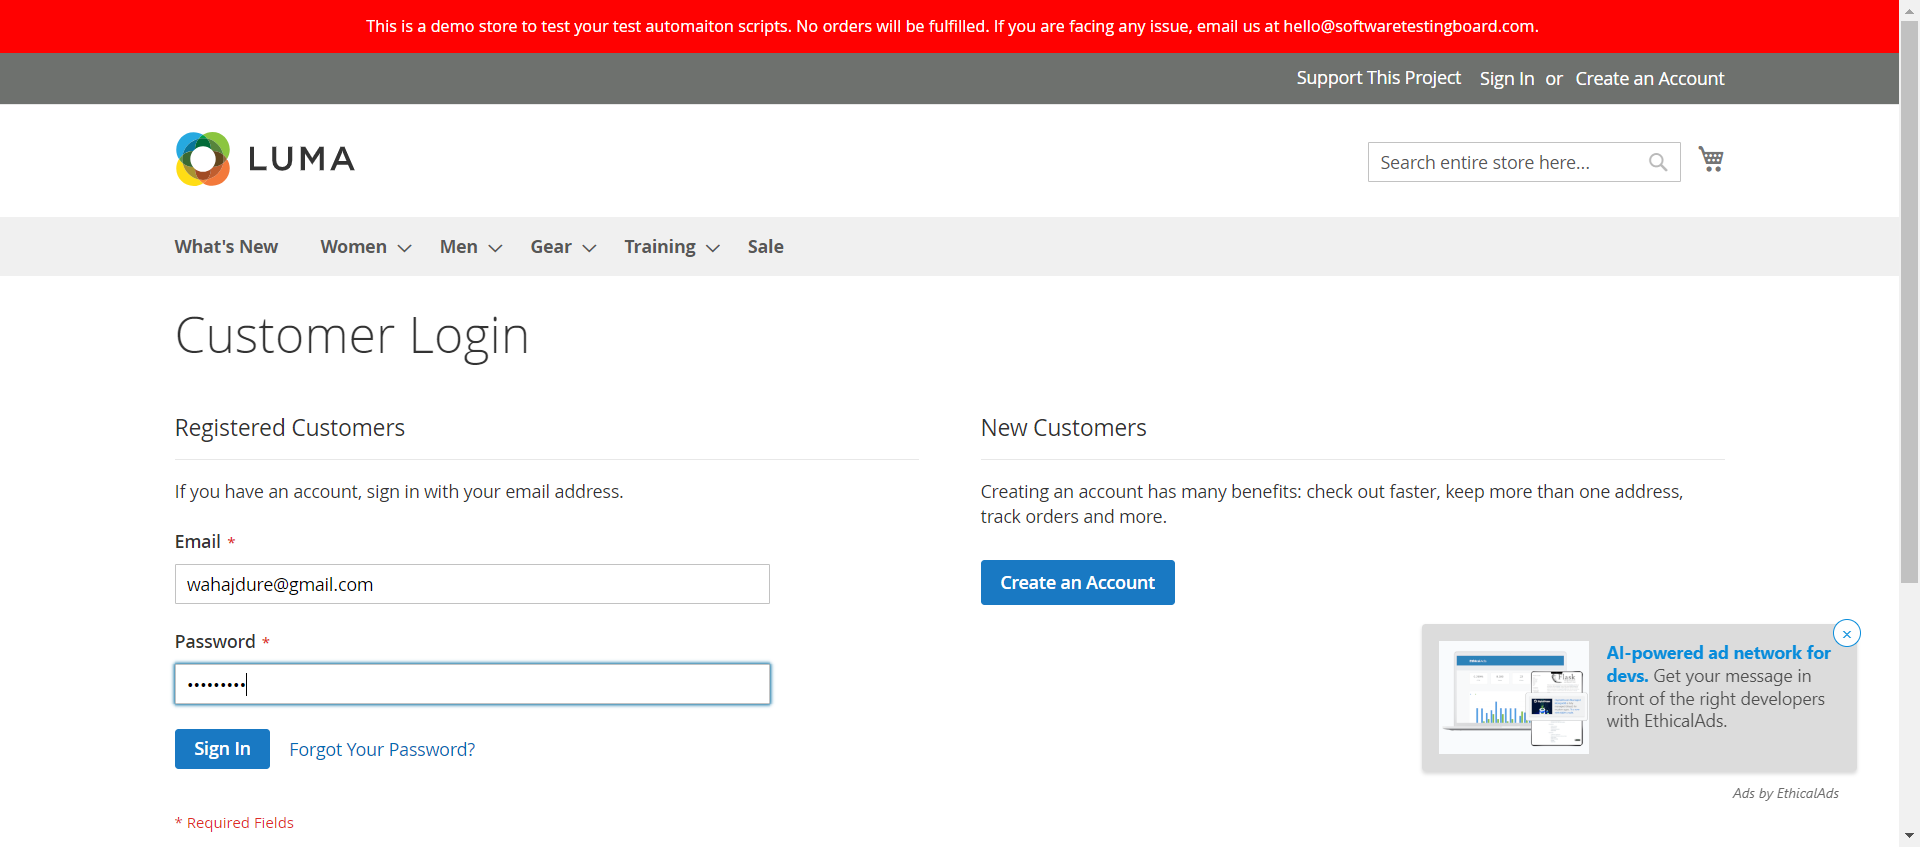 This is a demo store to test your test automaiton scripts. No orders will be fulfilled. If you are facing any issue, email us at hello@softwaretestingboard.com.
Support This Project Sign In or Create an Account
LUMA
Search entire store here...
What's New Women Men Gear Training Sale
Customer Login
Registered Customers
If you have an account, sign in with your email address.
Email *
wahajdure@gmail.com
Password *
•••••••••
Sign In Forgot Your Password?
* Required Fields
New Customers
Creating an account has many benefits: check out faster, keep more than one address,
track orders and more.
Create an Account
AI-powered ad network for
devs. Get your message in
front of the right developers
with EthicalAds.
Ads by EthicalAds